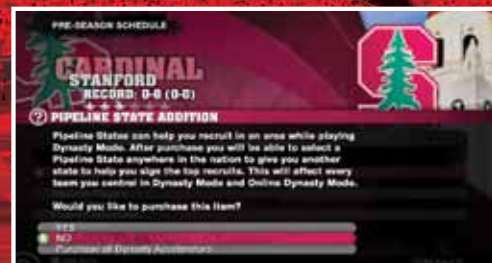 PRE-SEASON SCHEDULE
CARDINAL
STANFORD
RECORD: 0-0 (0-0)
S
? PIPELINE STATE ADDITION
Pipeline States can help you recruit in an area while playing
Dynasty Mode. After purchase you will be able to select a
Pipeline State anywhere in the nation to give you another
state to help you sign the top recruits. This will affect every
team you control in Dynasty Mode and Online Dynasty Mode.
Would you like to purchase this item?
YES
NO
Purchase all Dynasty Accelerators